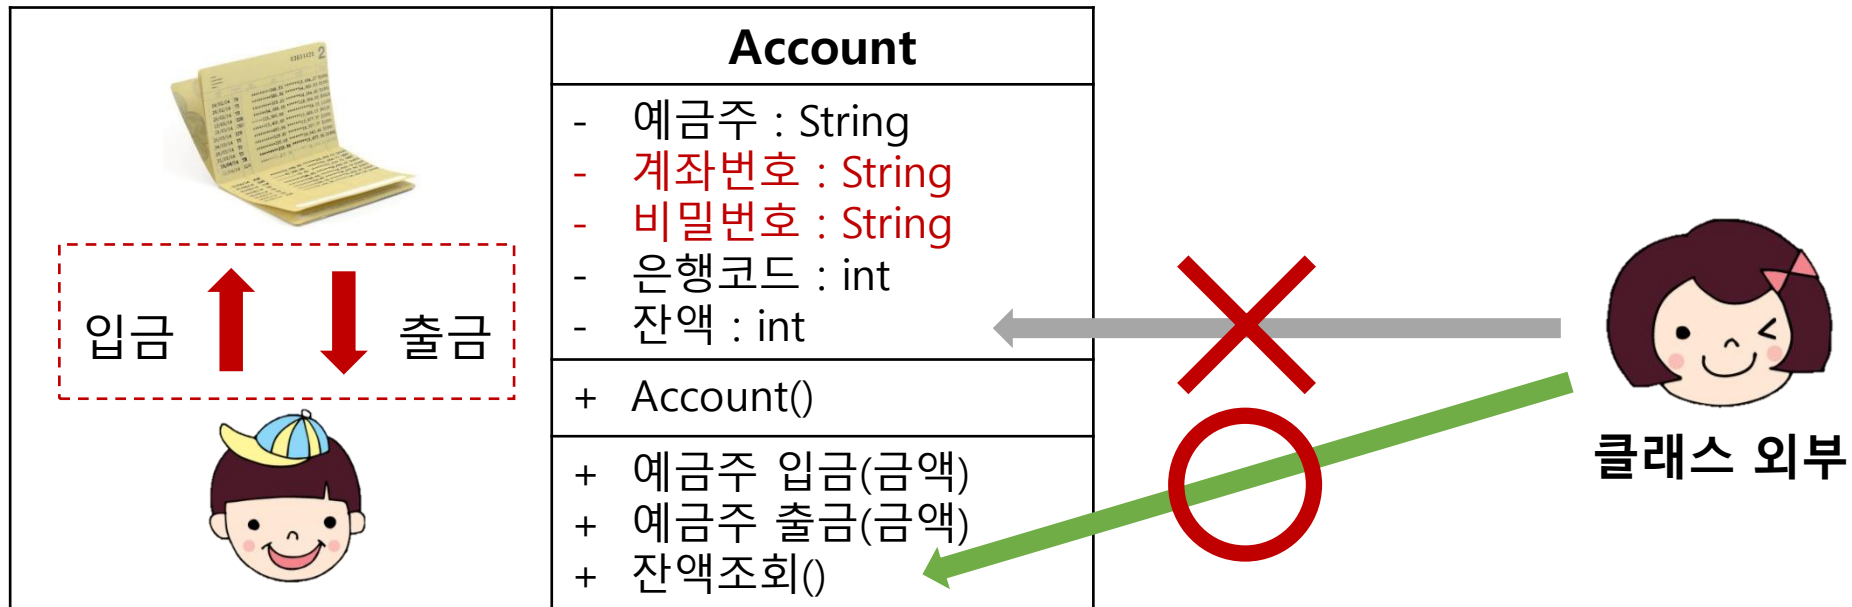 Account
- 예금주 : String
- 계좌번호 : String
- 비밀번호 : String
- 은행코드 : int
- 잔액 : int
+ Account()
+ 예금주 입금(금액)
+ 예금주 출금(금액)
+ 잔액조회()
입금
출금
클래스 외부